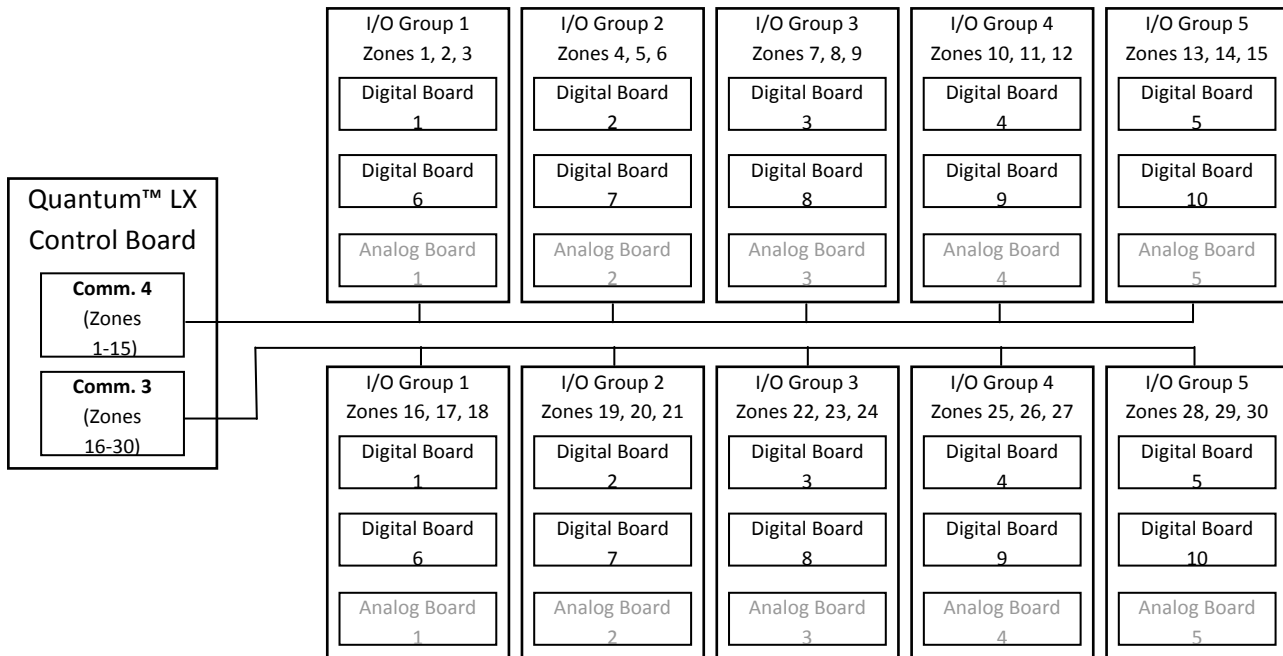 Quantum™ LX
Control Board
Comm. 4
(Zones
1-15)
Comm. 3
(Zones
16-30)
I/O Group 1
Zones 1, 2, 3
Digital Board
1
Digital Board
6
Analog Board
1
I/O Group 2
Zones 4, 5, 6
Digital Board
2
Digital Board
7
Analog Board
2
I/O Group 3
Zones 7, 8, 9
Digital Board
3
Digital Board
8
Analog Board
3
I/O Group 4
Zones 10, 11, 12
Digital Board
4
Digital Board
9
Analog Board
4
I/O Group 5
Zones 13, 14, 15
Digital Board
5
Digital Board
10
Analog Board
5
I/O Group 1
Zones 16, 17, 18
Digital Board
1
Digital Board
6
Analog Board
1
I/O Group 2
Zones 19, 20, 21
Digital Board
2
Digital Board
7
Analog Board
2
I/O Group 3
Zones 22, 23, 24
Digital Board
3
Digital Board
8
Analog Board
3
I/O Group 4
Zones 25, 26, 27
Digital Board
4
Digital Board
9
Analog Board
4
I/O Group 5
Zones 28, 29, 30
Digital Board
5
Digital Board
10
Analog Board
5